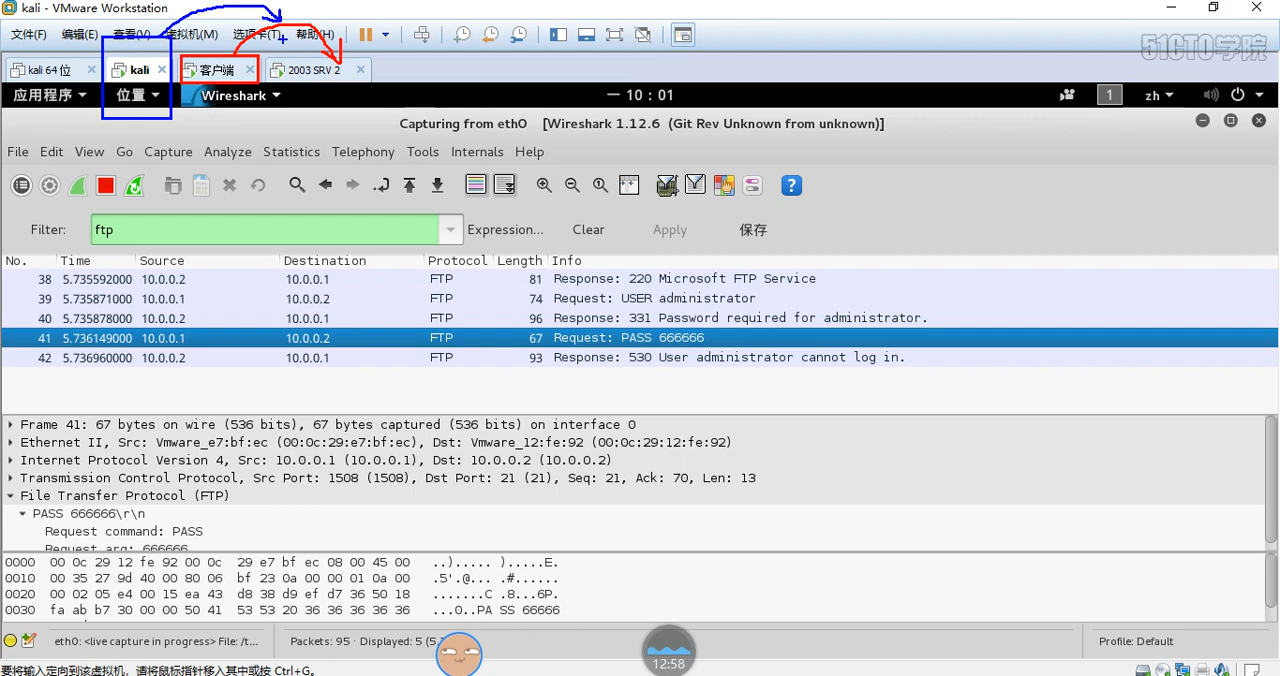 kali - VMware Workstation
文件(F) 编辑(E) 查看(V) 虚拟机(M) 选项卡(T) 帮助(H)
51CTO学院
kali 64 位 kali 客户端 2003 SRV 2
应用程序 位置 Wireshark 一 10 : 01 1 zh
Capturing from eth0 [Wireshark 1.12.6 (Git Rev Unknown from unknown)]
File Edit View Go Capture Analyze Statistics Telephony Tools Internals Help
Filter: ftp Expression... Clear Apply 保存
No. Time Source Destination Protocol Length Info
38 5.735592000 10.0.0.2 10.0.0.1 FTP 81 Response: 220 Microsoft FTP Service
39 5.735871000 10.0.0.1 10.0.0.2 FTP 74 Request: USER administrator
40 5.735878000 10.0.0.2 10.0.0.1 FTP 96 Response: 331 Password required for administrator.
41 5.736149000 10.0.0.1 10.0.0.2 FTP 67 Request: PASS 666666
42 5.736960000 10.0.0.2 10.0.0.1 FTP 93 Response: 530 User administrator cannot log in.
Frame 41: 67 bytes on wire (536 bits), 67 bytes captured (536 bits) on interface 0
Ethernet II, Src: Vmware_e7:bf:ec (00:0c:29:e7:bf:ec), Dst: Vmware_12:fe:92 (00:0c:29:12:fe:92)
Internet Protocol Version 4, Src: 10.0.0.1 (10.0.0.1), Dst: 10.0.0.2 (10.0.0.2)
Transmission Control Protocol, Src Port: 1508 (1508), Dst Port: 21 (21), Seq: 21, Ack: 70, Len: 13
File Transfer Protocol (FTP)
PASS 666666\r\n
Request command: PASS
Request arg: 666666
0000 00 0c 29 12 fe 92 00 0c 29 e7 bf ec 08 00 45 00 ..)..... ).....E.
0010 00 35 27 9d 40 00 80 06 bf 23 0a 00 00 01 0a 00 .5'.@... .#......
0020 00 02 05 e4 00 15 ea 43 d8 38 d9 ef d7 36 50 18 .......C .8...6P.
0030 fa ab b7 30 00 00 50 41 53 53 20 36 36 36 36 36 ...0..PA SS 66666
eth0: <live capture in progress> File: /t... Packets: 95 · Displayed: 5 (5. Profile: Default
12:58
要将输入定向到该虚拟机，请将鼠标指针移入其中或按 Ctrl+G。